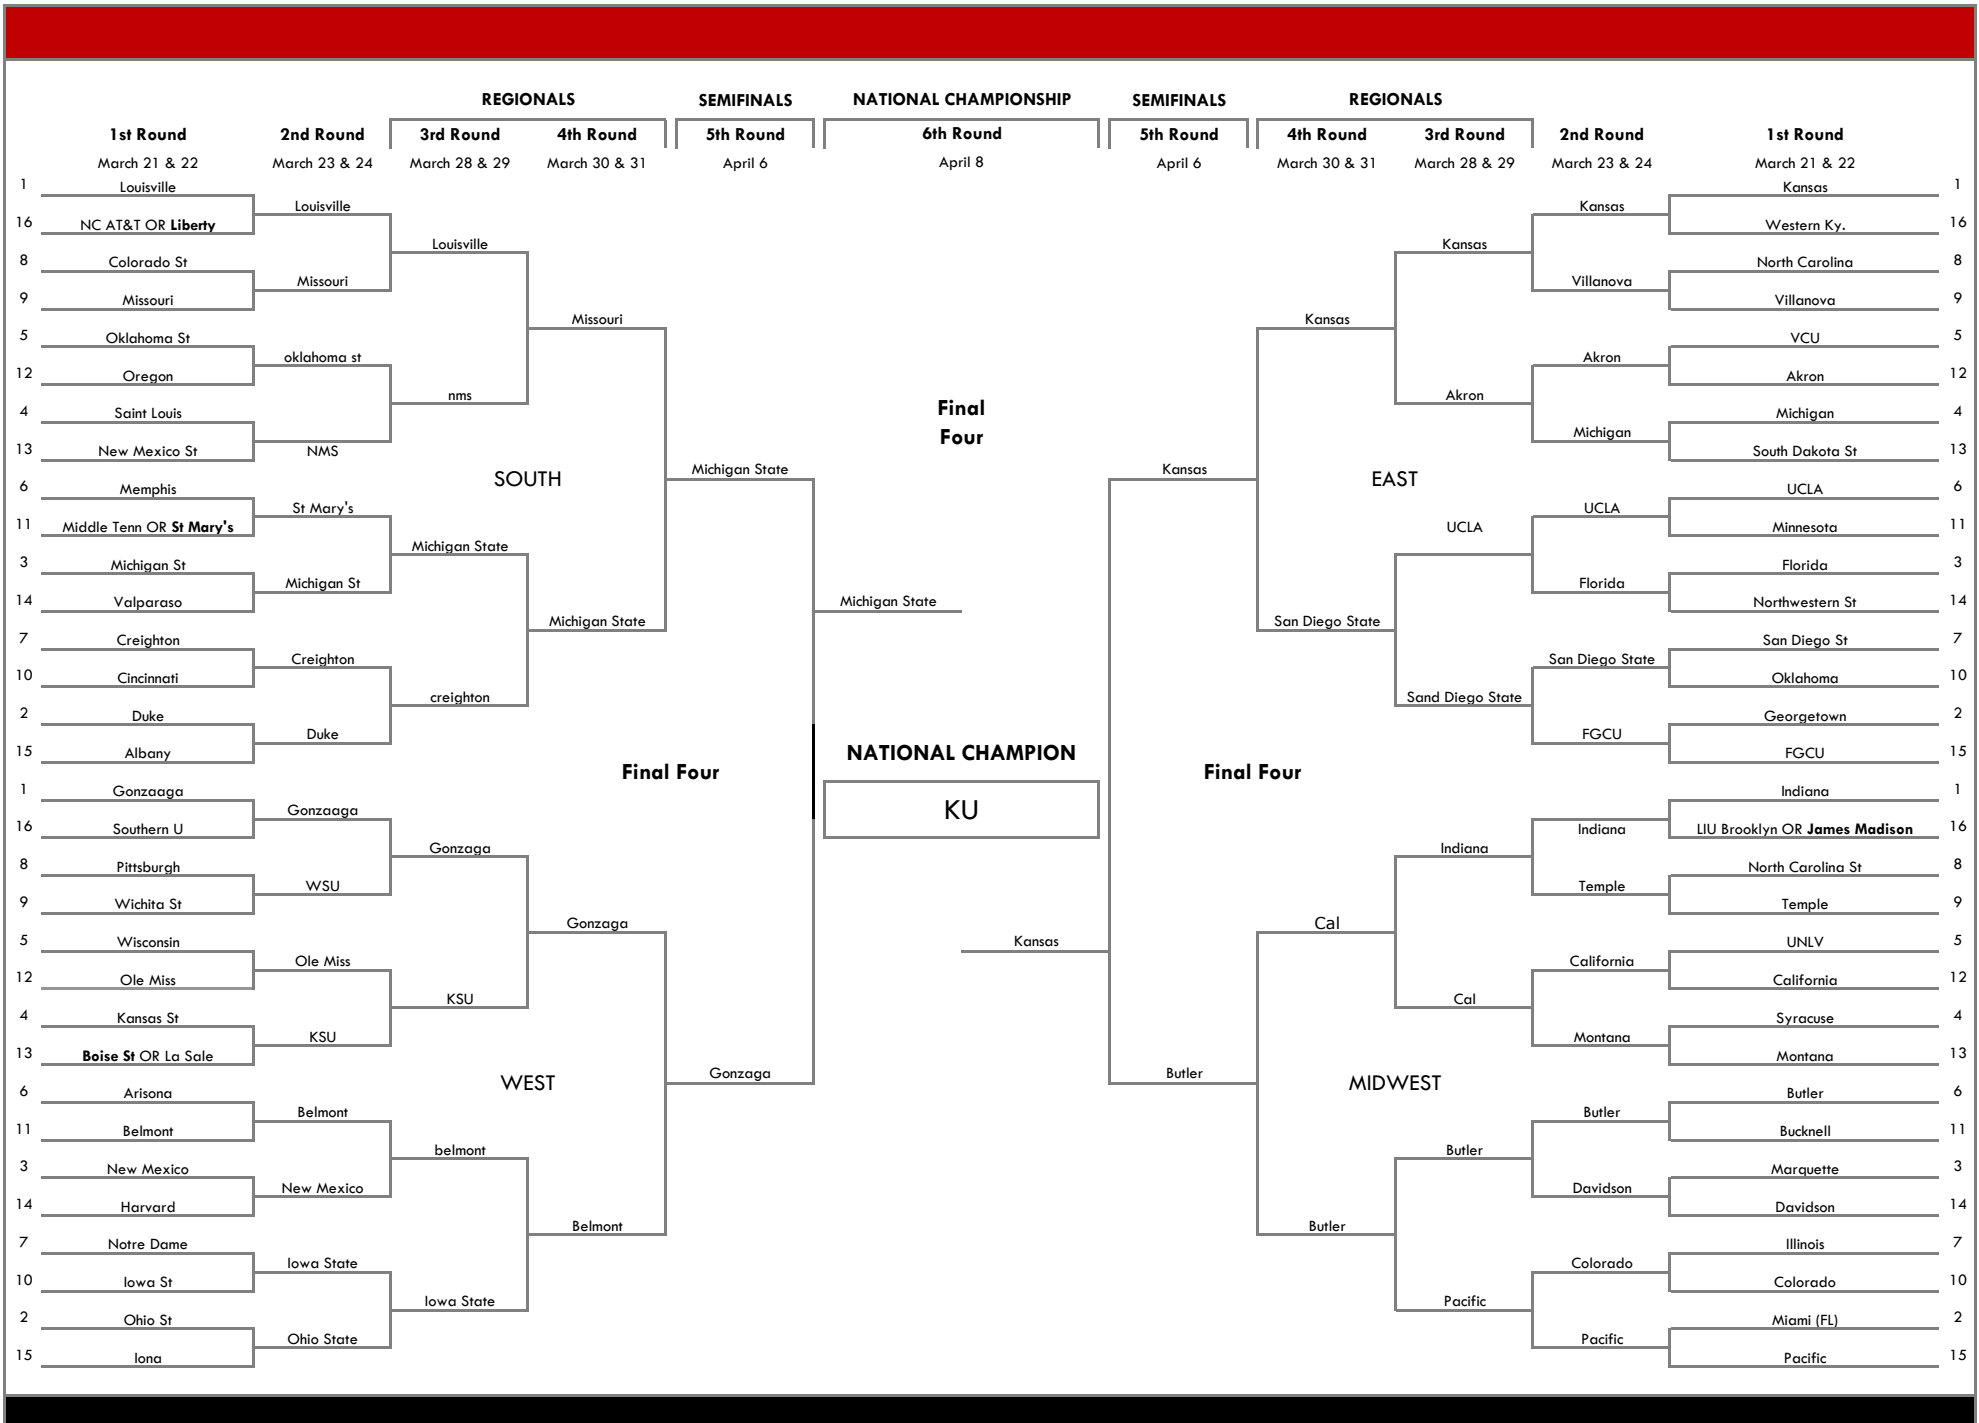 REGIONALS SEMIFINALS NATIONAL CHAMPIONSHIP SEMIFINALS REGIONALS
1st Round 2nd Round 3rd Round 4th Round 5th Round 6th Round 5th Round 4th Round 3rd Round 2nd Round 1st Round
March 21 & 22 March 23 & 24 March 28 & 29 March 30 & 31 April 6 April 8 April 6 March 30 & 31 March 28 & 29 March 23 & 24 March 21 & 22
1 Louisville Kansas 1
Louisville Kansas
16 NC AT&T OR Liberty Western Ky. 16
Louisville Kansas
8 Colorado St North Carolina 8
Missouri Villanova
9 Missouri Villanova 9
Missouri Kansas
5 Oklahoma St VCU 5
oklahoma st Akron
12 Oregon Akron 12
nms Akron
Final
4 Saint Louis Michigan 4
Four Michigan
13 New Mexico St NMS South Dakota St 13
Michigan State Kansas
SOUTH EAST
6 Memphis UCLA 6
St Mary's UCLA
11 Middle Tenn OR St Mary's UCLA Minnesota 11
Michigan State
3 Michigan St Florida 3
Michigan St Florida
14 Valparaso Michigan State Northwestern St 14
Michigan State San Diego State
7 Creighton San Diego St 7
Creighton San Diego State
10 Cincinnati Oklahoma 10
creighton Sand Diego State
2 Duke Georgetown 2
Duke FGCU
15 Albany NATIONAL CHAMPION FGCU 15
Final Four Final Four
1 Gonzaaga Indiana 1
Gonzaaga KU
16 Southern U Indiana LIU Brooklyn OR James Madison 16
Gonzaga Indiana
8 Pittsburgh North Carolina St 8
WSU Temple
9 Wichita St Temple 9
Gonzaga Cal
5 Wisconsin Kansas UNLV 5
Ole Miss California
12 Ole Miss California 12
KSU Cal
4 Kansas St Syracuse 4
KSU Montana
13 Boise St OR La Sale Montana 13
Gonzaga Butler
WEST MIDWEST
6 Arisona Butler 6
Belmont Butler
11 Belmont Bucknell 11
belmont Butler
3 New Mexico Marquette 3
New Mexico Davidson
14 Harvard Davidson 14
Belmont Butler
7 Notre Dame Illinois 7
Iowa State Colorado
10 Iowa St Colorado 10
Iowa State Pacific
2 Ohio St Miami (FL) 2
Ohio State Pacific
15 Iona Pacific 15